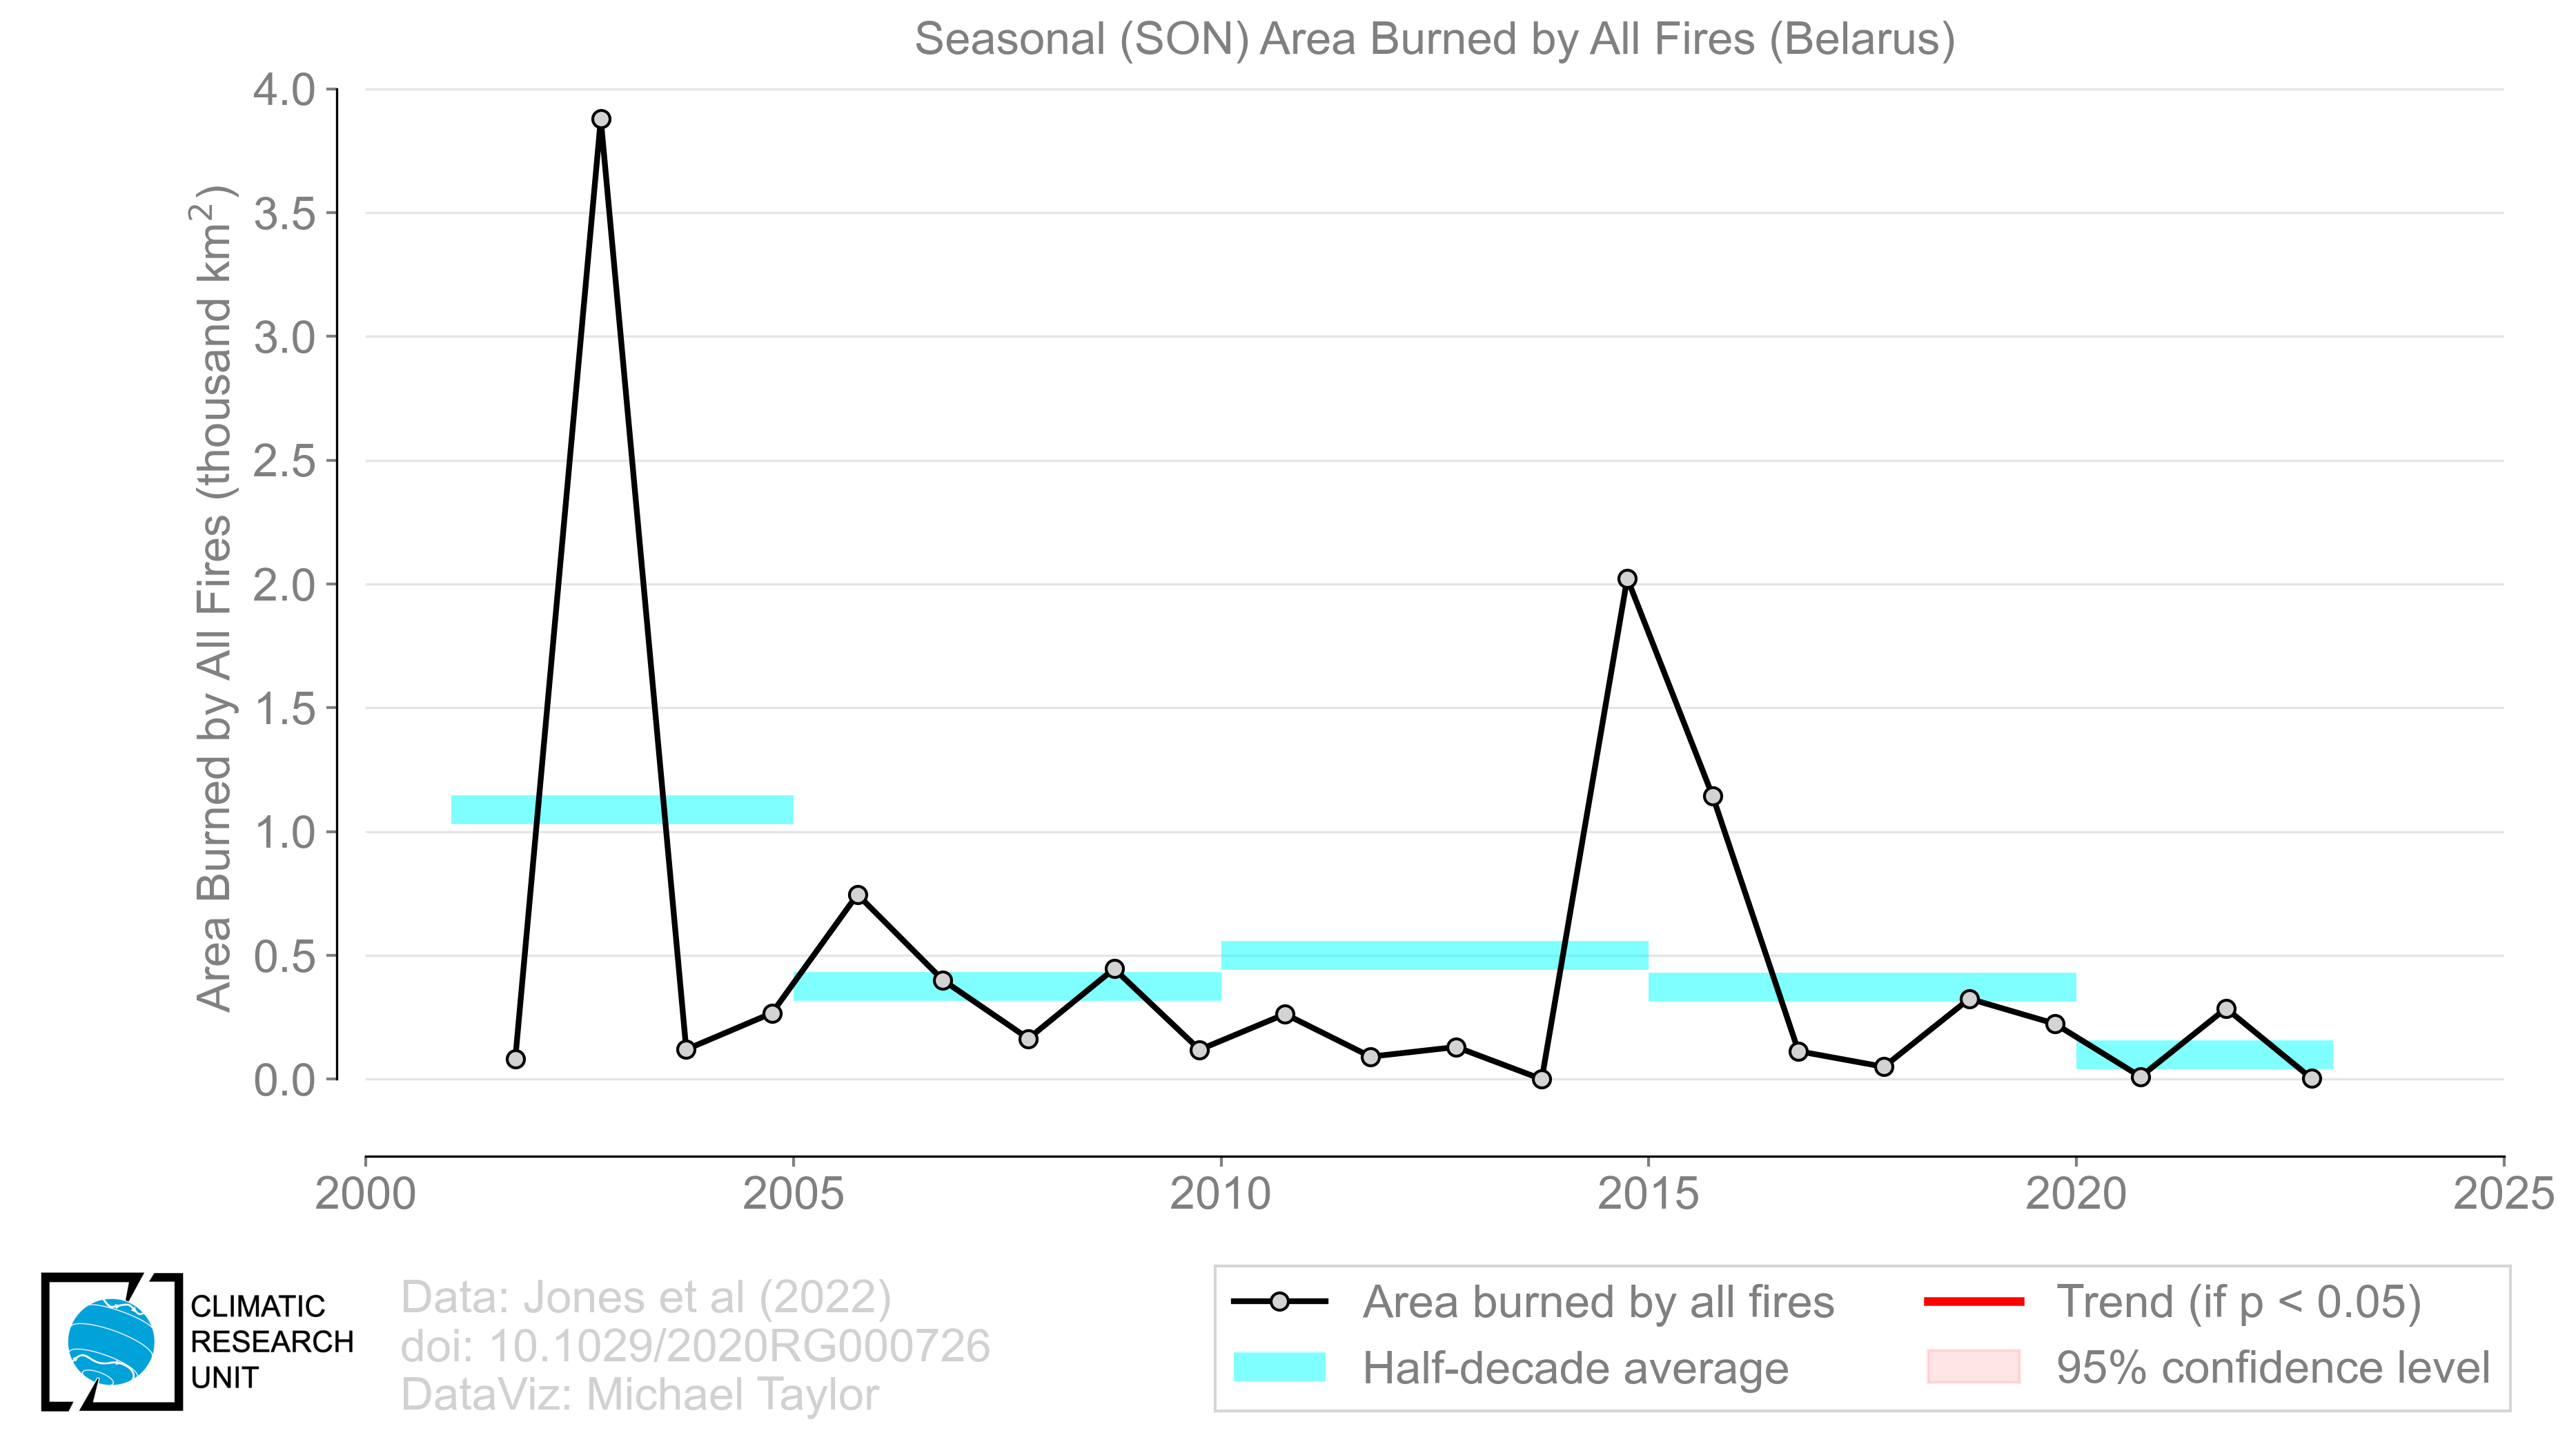 Seasonal (SON) Area Burned by All Fires (Belarus)
Area Burned by All Fires (thousand km²)
4.0
3.5
3.0
2.5
2.0
1.5
1.0
0.5
0.0
2000 2005 2010 2015 2020 2025
CLIMATIC
RESEARCH
UNIT
Data: Jones et al (2022)
doi: 10.1029/2020RG000726
DataViz: Michael Taylor
Area burned by all fires
Half-decade average
Trend (if p < 0.05)
95% confidence level